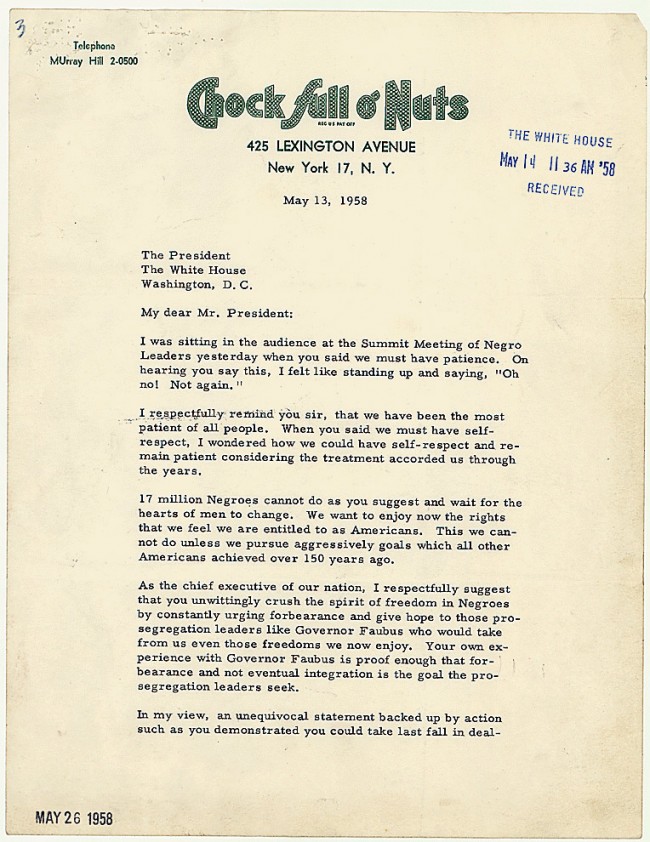 3
Telephone
MUrray Hill 2-0500
Chock full o' Nuts
REG US PAT OFF
425 LEXINGTON AVENUE
New York 17, N. Y.
THE WHITE HOUSE
MAY 14 11 36 AM '58
RECEIVED
May 13, 1958
The President
The White House
Washington, D. C.
My dear Mr. President:
I was sitting in the audience at the Summit Meeting of Negro
Leaders yesterday when you said we must have patience. On
hearing you say this, I felt like standing up and saying, "Oh
no! Not again."
I respectfully remind you sir, that we have been the most
patient of all people. When you said we must have self-
respect, I wondered how we could have self-respect and re-
main patient considering the treatment accorded us through
the years.
17 million Negroes cannot do as you suggest and wait for the
hearts of men to change. We want to enjoy now the rights
that we feel we are entitled to as Americans. This we can-
not do unless we pursue aggressively goals which all other
Americans achieved over 150 years ago.
As the chief executive of our nation, I respectfully suggest
that you unwittingly crush the spirit of freedom in Negroes
by constantly urging forbearance and give hope to those pro-
segregation leaders like Governor Faubus who would take
from us even those freedoms we now enjoy. Your own ex-
perience with Governor Faubus is proof enough that for-
bearance and not eventual integration is the goal the pro-
segregation leaders seek.
In my view, an unequivocal statement backed up by action
such as you demonstrated you could take last fall in deal-
MAY 26 1958